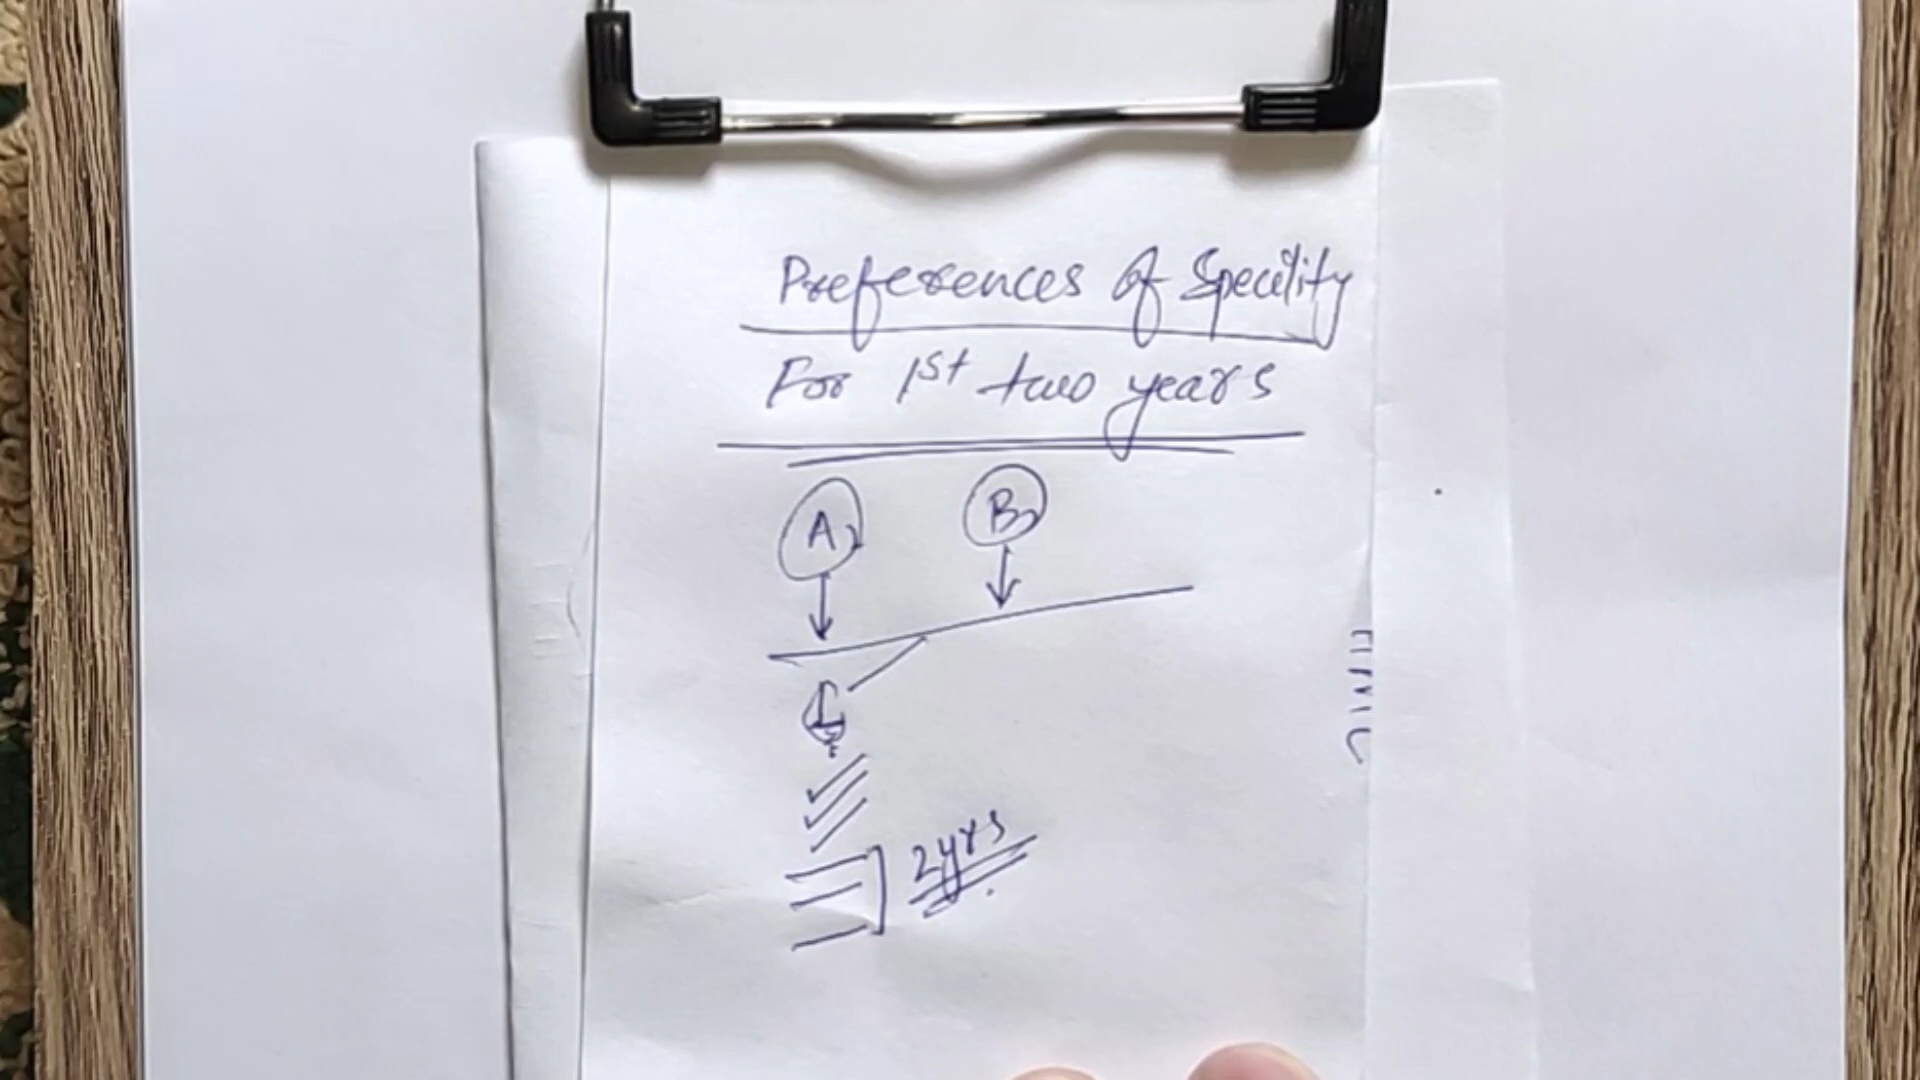 Preferences of Specility
For 1st two years
A
B
2yrs